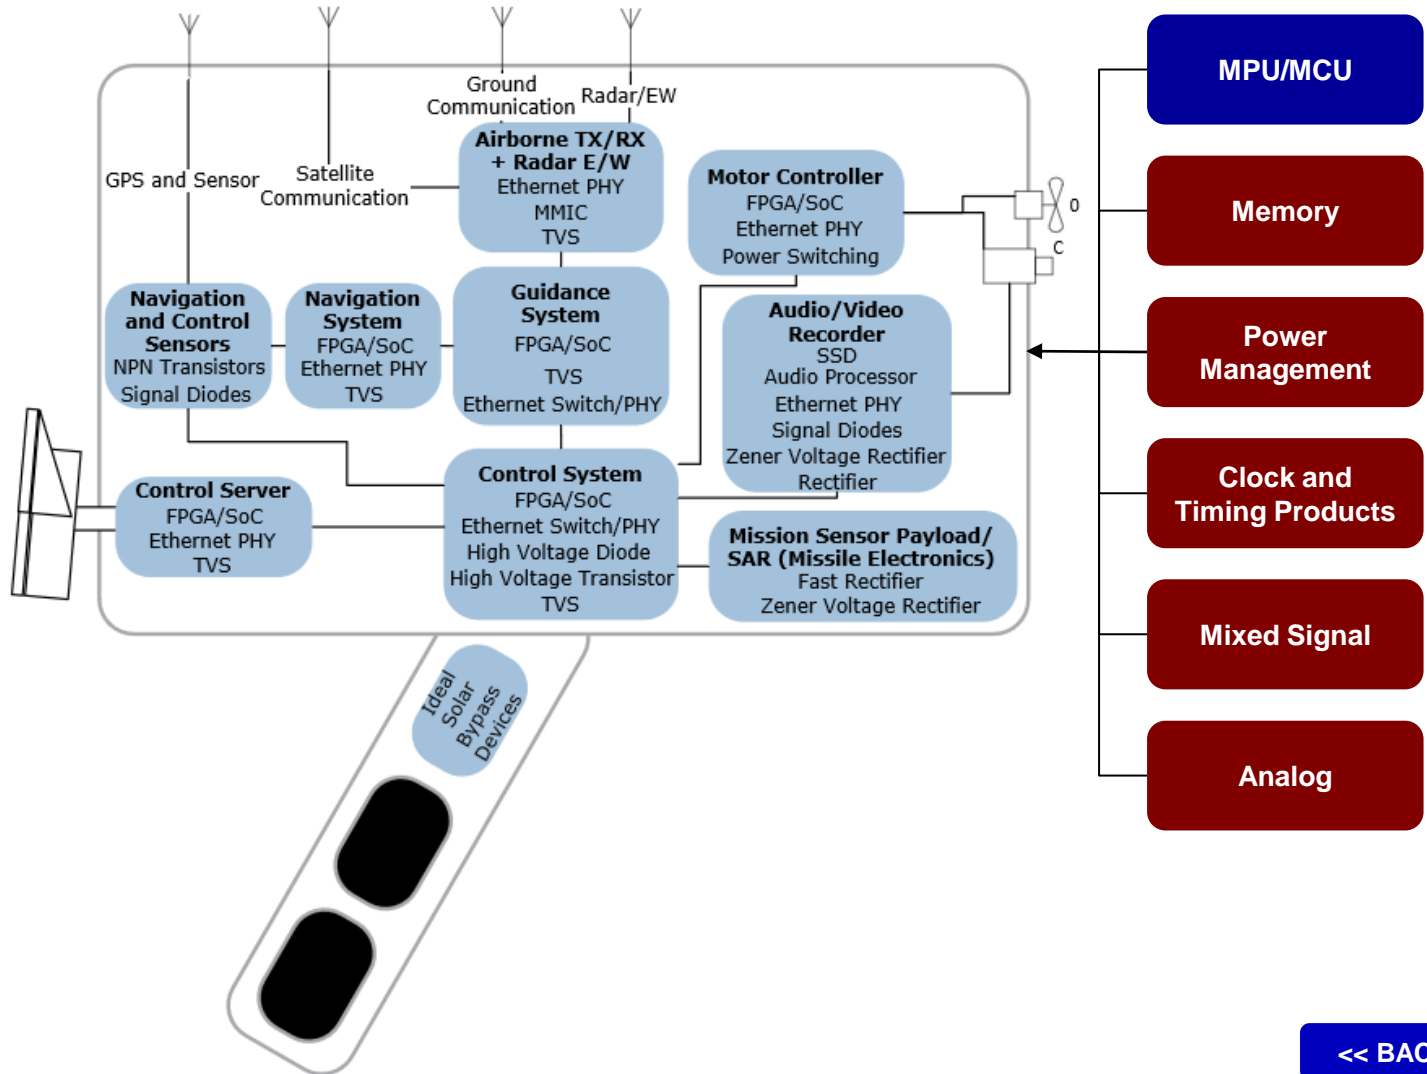 Ground
Communication
Radar/EW
GPS and Sensor
Satellite
Communication
Airborne TX/RX
+ Radar E/W
Ethernet PHY
MMIC
TVS
Motor Controller
FPGA/SoC
Ethernet PHY
Power Switching
0
C
Navigation
and Control
Sensors
NPN Transistors
Signal Diodes
Navigation
System
FPGA/SoC
Ethernet PHY
TVS
Guidance
System
FPGA/SoC
TVS
Ethernet Switch/PHY
Audio/Video
Recorder
SSD
Audio Processor
Ethernet PHY
Signal Diodes
Zener Voltage Rectifier
Rectifier
Control Server
FPGA/SoC
Ethernet PHY
TVS
Control System
FPGA/SoC
Ethernet Switch/PHY
High Voltage Diode
High Voltage Transistor
TVS
Mission Sensor Payload/
SAR (Missile Electronics)
Fast Rectifier
Zener Voltage Rectifier
Ideal
Solar
Bypass
Devices
MPU/MCU
Memory
Power
Management
Clock and
Timing Products
Mixed Signal
Analog
<< BAC